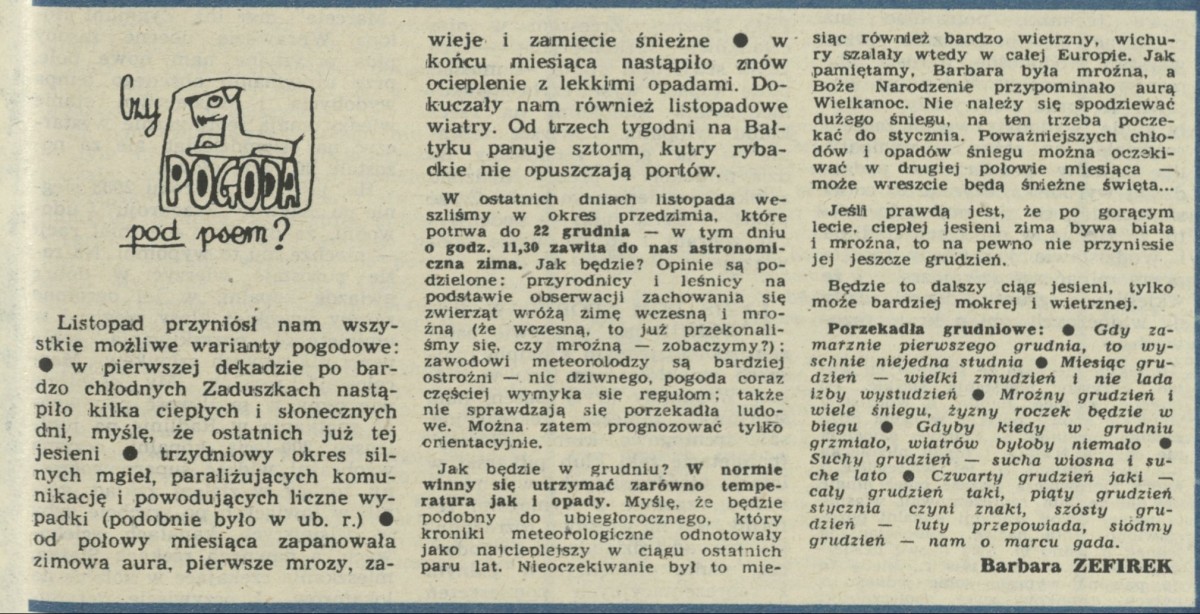 Czy
POGODA
pod psem?
Listopad przyniósł nam wszy-
stkie możliwe warianty pogodowe:
● w pierwszej dekadzie po bar-
dzo chłodnych Zaduszkach nastą-
piło kilka ciepłych i słonecznych
dni, myślę, że ostatnich już tej
jesieni ● trzydniowy okres sil-
nych mgieł, paraliżujących komu-
nikację i powodujących liczne wy-
padki (podobnie było w ub. r.) ●
od połowy miesiąca zapanowała
zimowa aura, pierwsze mrozy, za-
wieje i zamiecie śnieżne ● w
końcu miesiąca nastąpiło znów
ocieplenie z lekkimi opadami. Do-
kuczały nam również listopadowe
wiatry. Od trzech tygodni na Bał-
tyku panuje sztorm, kutry ryba-
ckie nie opuszczają portów.
W ostatnich dniach listopada we-
szliśmy w okres przedzimia, które
potrwa do 22 grudnia — w tym dniu
o godz. 11,30 zawita do nas astronomi-
czna zima. Jak będzie? Opinie są po-
dzielone: przyrodnicy i leśnicy na
podstawie obserwacji zachowania się
zwierząt wróżą zimę wczesną i mro-
źną (że wczesną, to już przekonali-
śmy się, czy mroźną — zobaczymy?);
zawodowi meteorolodzy są bardziej
ostrożni — nic dziwnego, pogoda coraz
częściej wymyka się regułom; także
nie sprawdzają się porzekadła ludo-
we. Można zatem prognozować tylko
orientacyjnie.
Jak będzie w grudniu? W normie
winny się utrzymać zarówno tempe-
ratura jak i opady. Myślę, że będzie
podobny do ubiegłorocznego, który
kroniki meteorologiczne odnotowały
jako najcieplejszy w ciągu ostatnich
paru lat. Nieoczekiwanie był to mie-
siąc również bardzo wietrzny, wichu-
ry szalały wtedy w całej Europie. Jak
pamiętamy, Barbara była mroźna, a
Boże Narodzenie przypominało aurą
Wielkanoc. Nie należy się spodziewać
dużego śniegu, na ten trzeba pocze-
kać do stycznia. Poważniejszych chło-
dów i opadów śniegu można oczeki-
wać w drugiej połowie miesiąca —
może wreszcie będą śnieżne święta...
Jeśli prawdą jest, że po gorącym
lecie, ciepłej jesieni zima bywa biała
i mroźna, to na pewno nie przyniesie
jej jeszcze grudzień.
Będzie to dalszy ciąg jesieni, tylko
może bardziej mokrej i wietrznej.
Porzekadła grudniowe: ● Gdy za-
marznie pierwszego grudnia, to wy-
schnie niejedna studnia ● Miesiąc gru-
dzień — wielki zmudzień i nie lada
izby wystudzień ● Mroźny grudzień i
wiele śniegu, żyzny roczek będzie w
biegu ● Gdyby kiedy w grudniu
grzmiało, wiatrów byłoby niemało ●
Suchy grudzień — sucha wiosna i su-
che lato ● Czwarty grudzień jaki —
cały grudzień taki, piąty grudzień
stycznia czyni znaki, szósty gru-
dzień — luty przepowiada, siódmy
grudzień — nam o marcu gada.
Barbara ZEFIREK